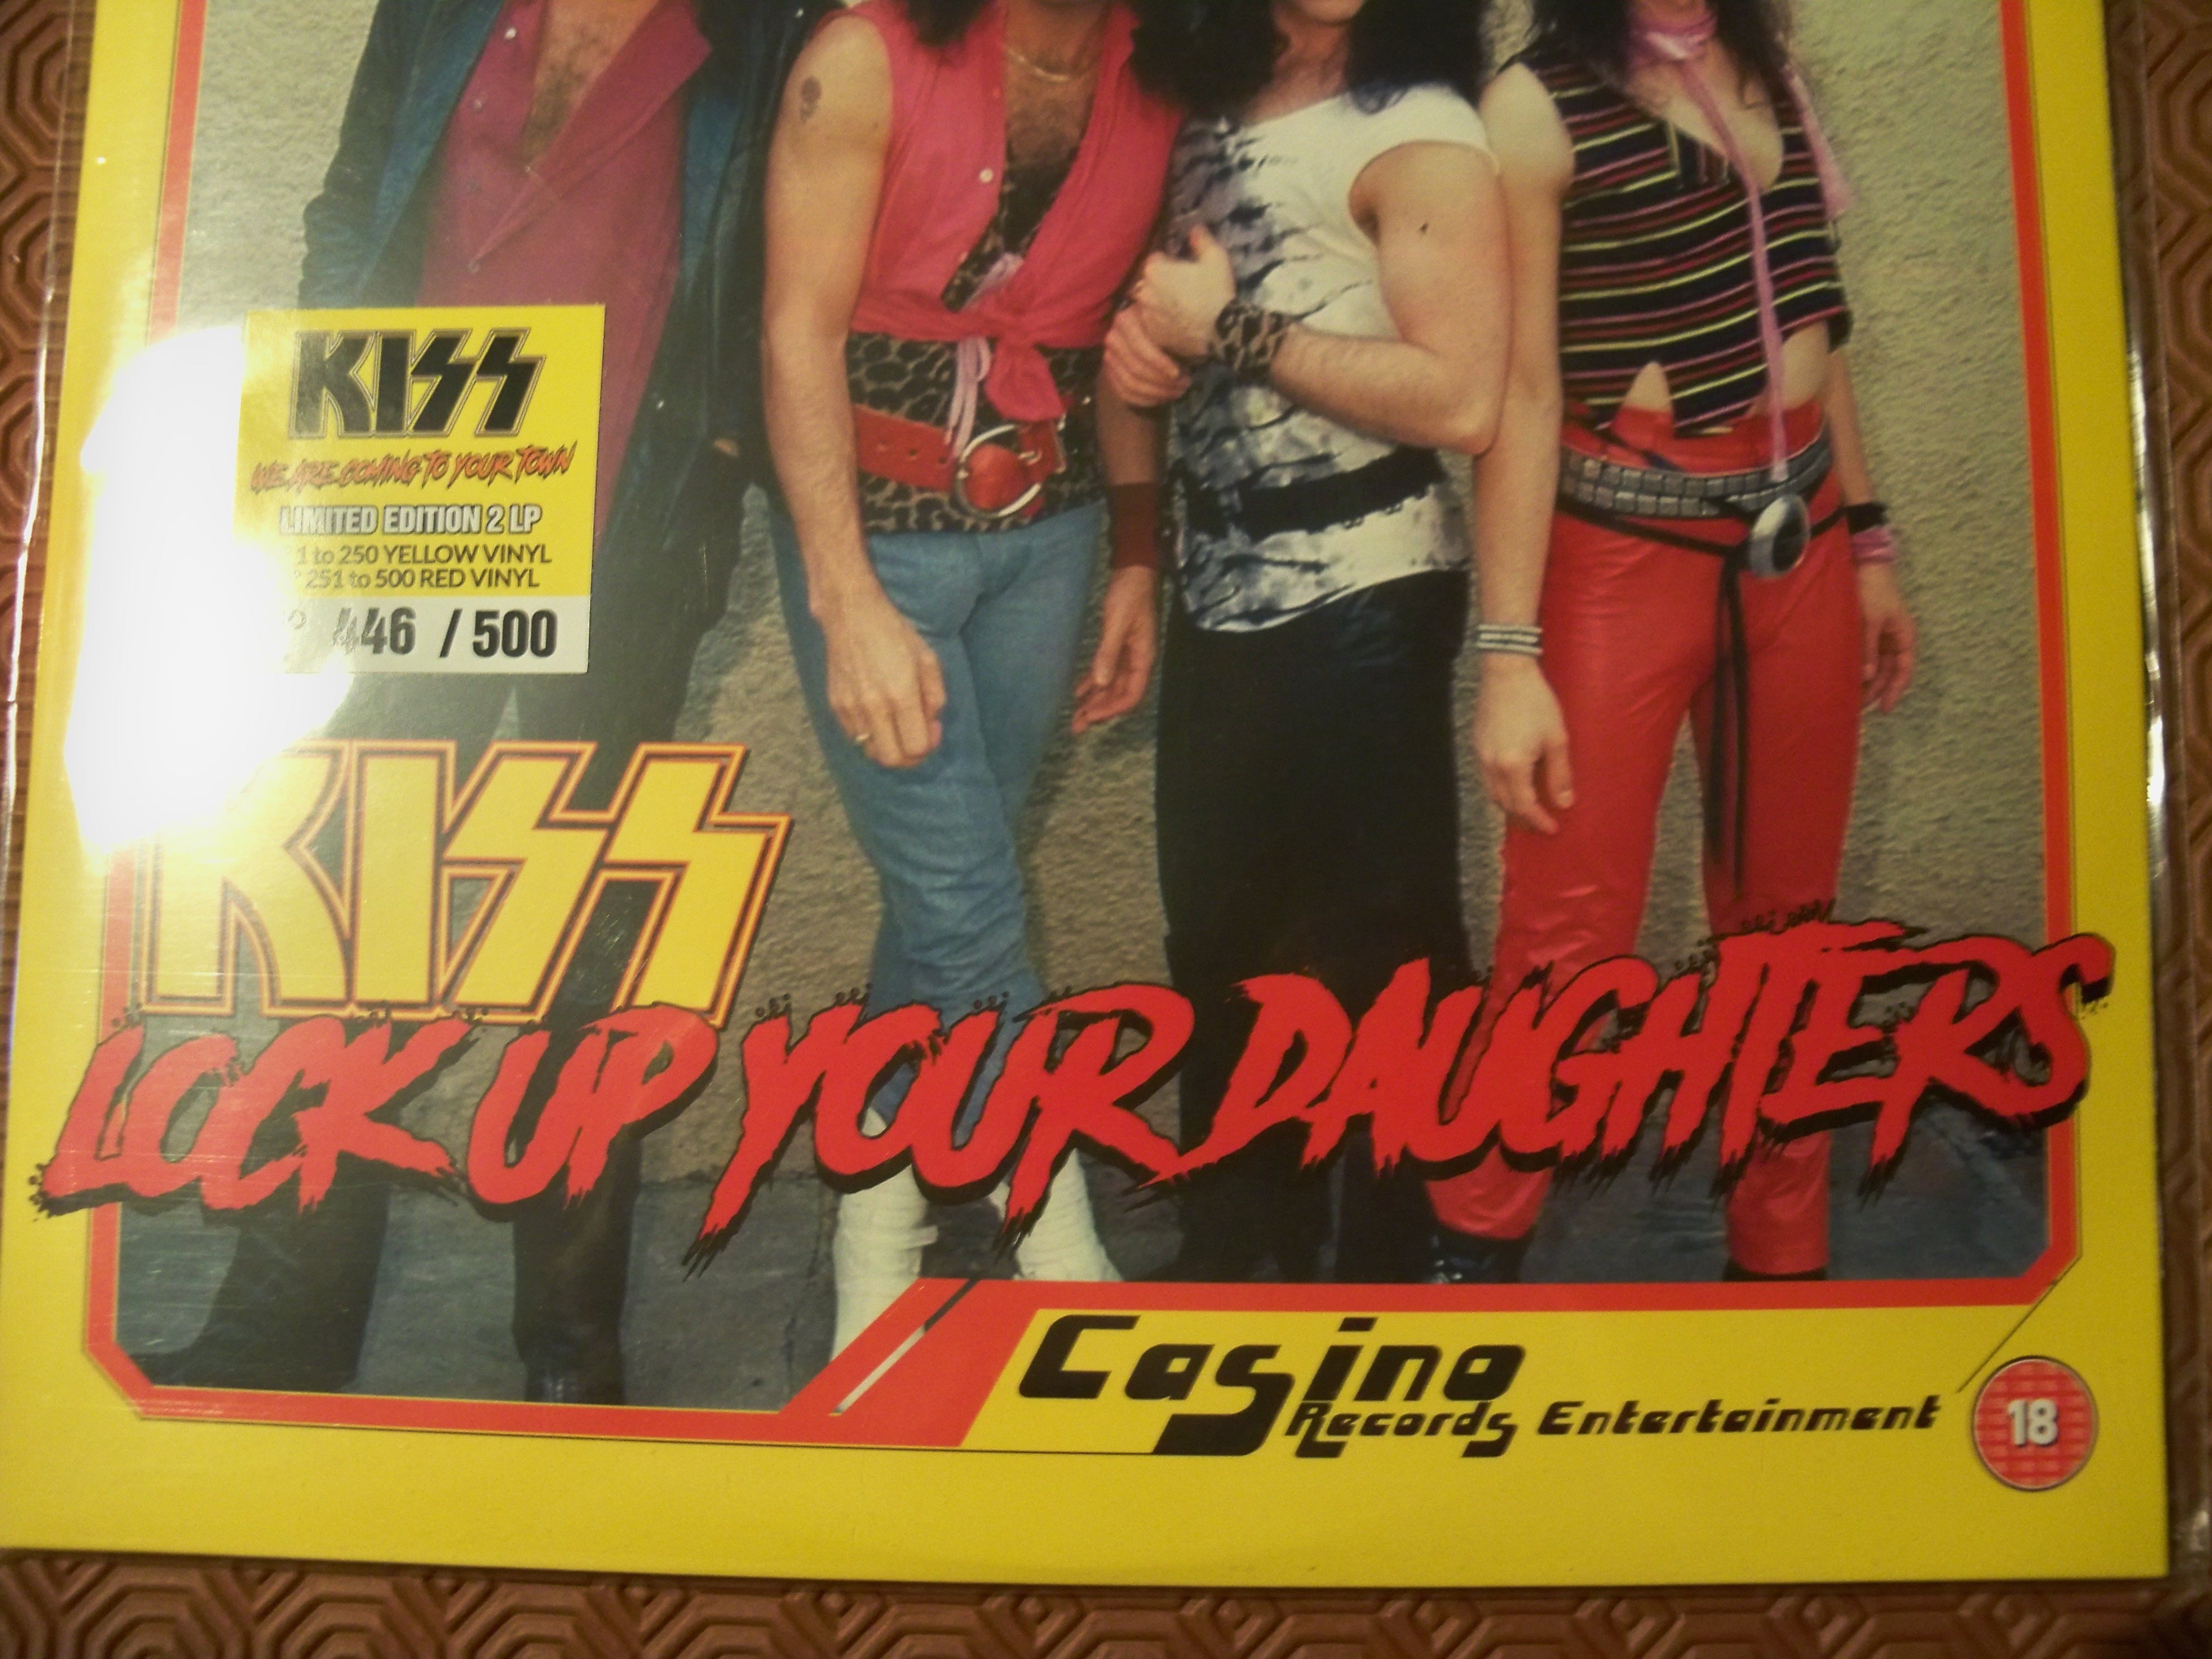 KISS
WE ARE COMING TO YOUR TOWN
LIMITED EDITION 2 LP
1 to 250 YELLOW VINYL
251 to 500 RED VINYL
446 / 500
KISS
LOCK UP YOUR DAUGHTERS
Casino
Records Entertainment
18